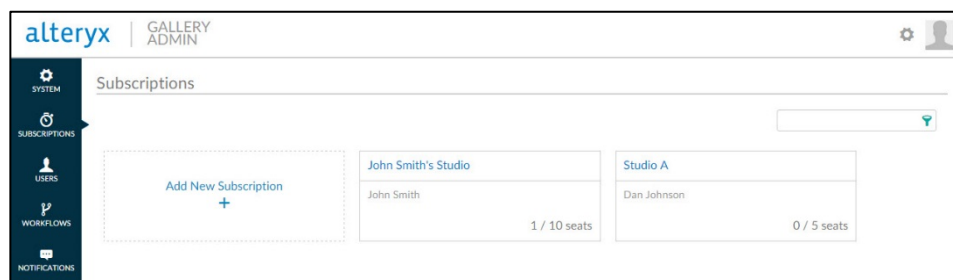 alteryx
GALLERY
ADMIN
SYSTEM
Subscriptions
SUBSCRIPTIONS
USERS
Add New Subscription
+
John Smith's Studio
John Smith
1 / 10 seats
Studio A
Dan Johnson
0 / 5 seats
WORKFLOWS
NOTIFICATIONS